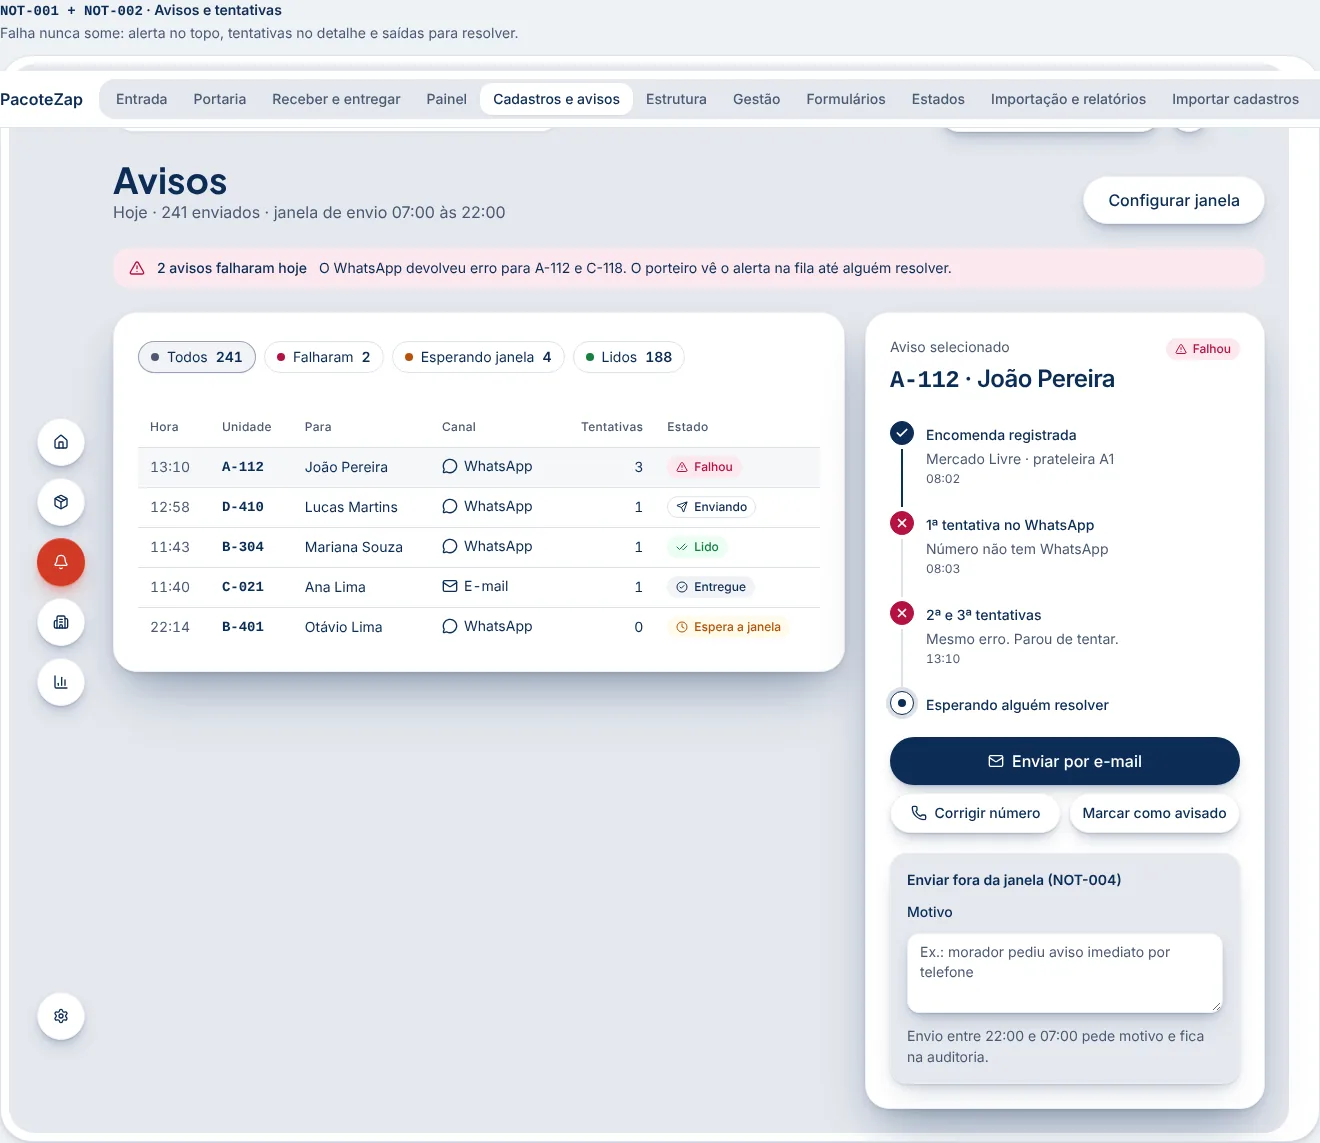 NOT-001 + NOT-002 · Avisos e tentativas
Falha nunca some: alerta no topo, tentativas no detalhe e saídas para resolver.
PacoteZap
Entrada
Portaria
Receber e entregar
Painel
Cadastros e avisos
Estrutura
Gestão
Formulários
Estados
Importação e relatórios
Importar cadastros
Avisos
Hoje · 241 enviados · janela de envio 07:00 às 22:00
Configurar janela
2 avisos falharam hoje O WhatsApp devolveu erro para A-112 e C-118. O porteiro vê o alerta na fila até alguém resolver.
Todos 241
Falharam 2
Esperando janela 4
Lidos 188
Hora Unidade Para Canal Tentativas Estado
13:10 A-112 João Pereira WhatsApp 3 Falhou
12:58 D-410 Lucas Martins WhatsApp 1 Enviando
11:43 B-304 Mariana Souza WhatsApp 1 Lido
11:40 C-021 Ana Lima E-mail 1 Entregue
22:14 B-401 Otávio Lima WhatsApp 0 Espera a janela
Aviso selecionado
Falhou
A-112 · João Pereira
Encomenda registrada
Mercado Livre · prateleira A1
08:02
1ª tentativa no WhatsApp
Número não tem WhatsApp
08:03
2ª e 3ª tentativas
Mesmo erro. Parou de tentar.
13:10
Esperando alguém resolver
Enviar por e-mail
Corrigir número
Marcar como avisado
Enviar fora da janela (NOT-004)
Motivo
Ex.: morador pediu aviso imediato por
telefone
Envio entre 22:00 e 07:00 pede motivo e fica
na auditoria.